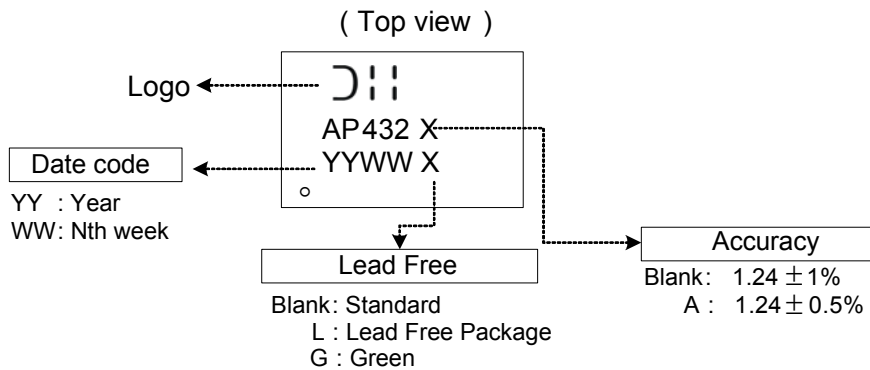 ( Top view )
Logo
AP432 X
Date code
YYWW X
YY : Year
WW: Nth week
Lead Free
Accuracy
Blank: Standard
L : Lead Free Package
G : Green
Blank: 1.24 ± 1%
A : 1.24 ± 0.5%